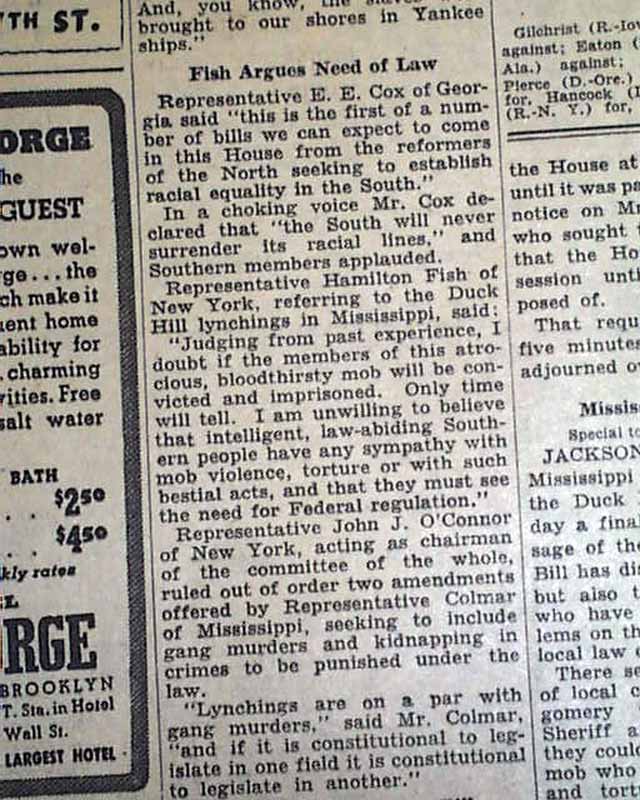 TH ST.
ORGE
he
GUEST
own wel-
rge...the
ch make it
uent home
ability for
charming
vities. Free
salt water
BATH
. . $2.50
. . $4.50
kly rates
EL
RGE
BROOKLYN
T. Sta. in Hotel
Wall St.
LARGEST HOTEL
And, you know, the
brought to our shores in Yankee
ships."
Fish Argues Need of Law
Representative E. E. Cox of Geor-
gia said "this is the first of a num-
ber of bills we can expect to come
in this House from the reformers
of the North seeking to establish
racial equality in the South."
In a choking voice Mr. Cox de-
clared that "the South will never
surrender its racial lines," and
Southern members applauded.
Representative Hamilton Fish of
New York, referring to the Duck
Hill lynchings in Mississippi, said:
"Judging from past experience, I
doubt if the members of this atro-
cious, bloodthirsty mob will be con-
victed and imprisoned. Only time
will tell. I am unwilling to believe
that intelligent, law-abiding South-
ern people have any sympathy with
mob violence, torture or with such
bestial acts, and that they must see
the need for Federal regulation."
Representative John J. O'Connor
of New York, acting as chairman
of the committee of the whole,
ruled out of order two amendments
offered by Representative Colmar
of Mississippi, seeking to include
gang murders and kidnapping in
crimes to be punished under the
law.
"Lynchings are on a par with
gang murders," said Mr. Colmar,
"and if it is constitutional to leg-
islate in one field it is constitutional
to legislate in another."
Gilchrist (R.-Iow
against; Eaton (
Ala.) against;
Pierce (D.-Ore.)
for, Hancock (
(R.-N. Y.) for,
the House at
until it was p
notice on M
who sought t
that the Ho
session unti
posed of.
That requ
five minutes
adjourned o
Missis
Special to
JACKSON
Mississippi
the Duck
day a fina
sage of the
Bill has di
but also t
who have
lems on th
local law
There se
of local c
gomery
Sheriff a
they could
mob who
and tort